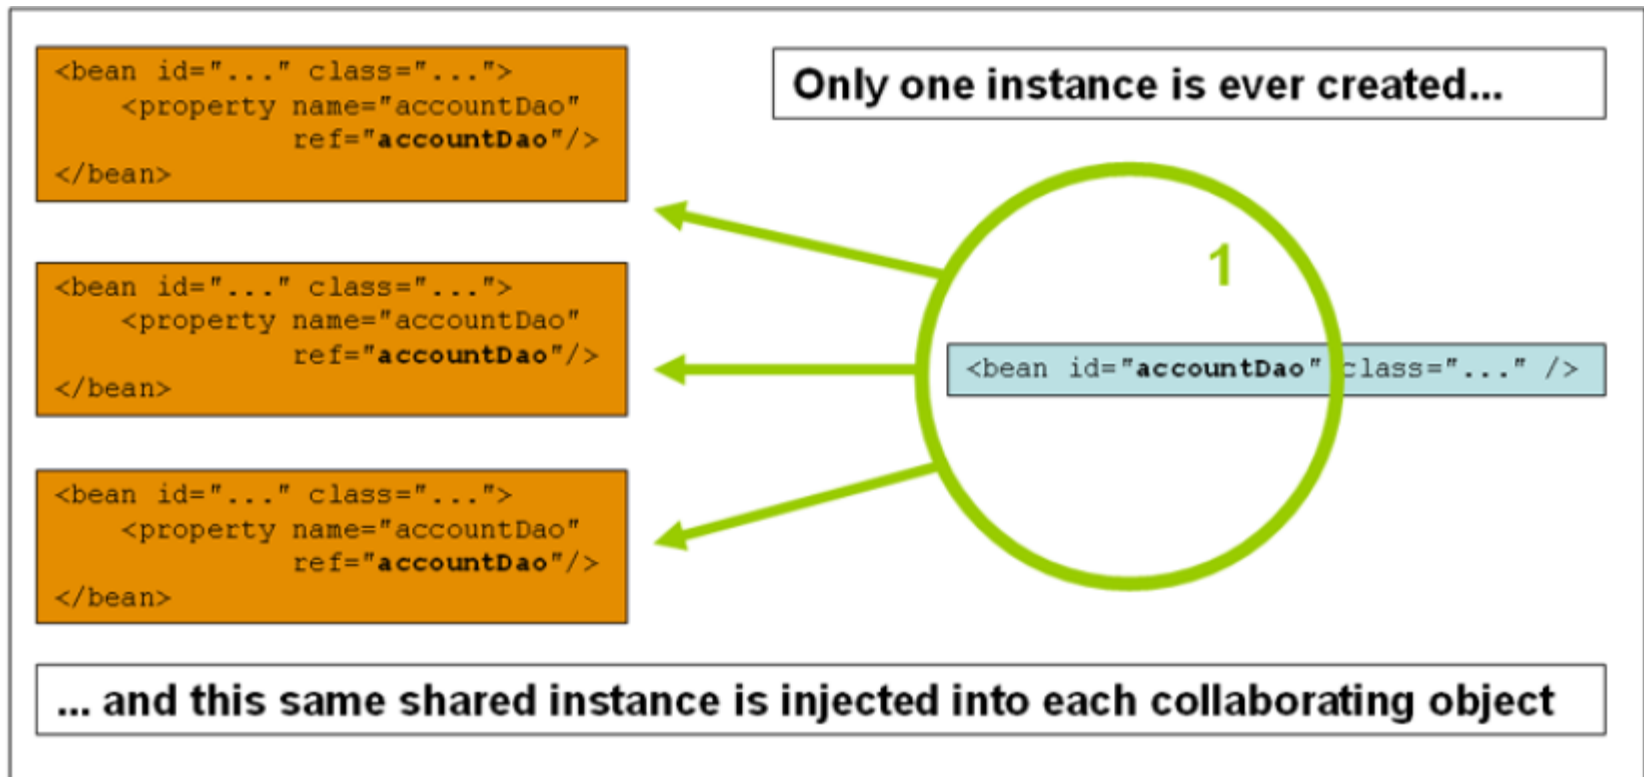 <bean id="..." class="...">
    <property name="accountDao"
              ref="accountDao"/>
</bean>
Only one instance is ever created...
<bean id="..." class="...">
    <property name="accountDao"
              ref="accountDao"/>
</bean>
1
<bean id="accountDao" class="..." />
<bean id="..." class="...">
    <property name="accountDao"
              ref="accountDao"/>
</bean>
... and this same shared instance is injected into each collaborating object